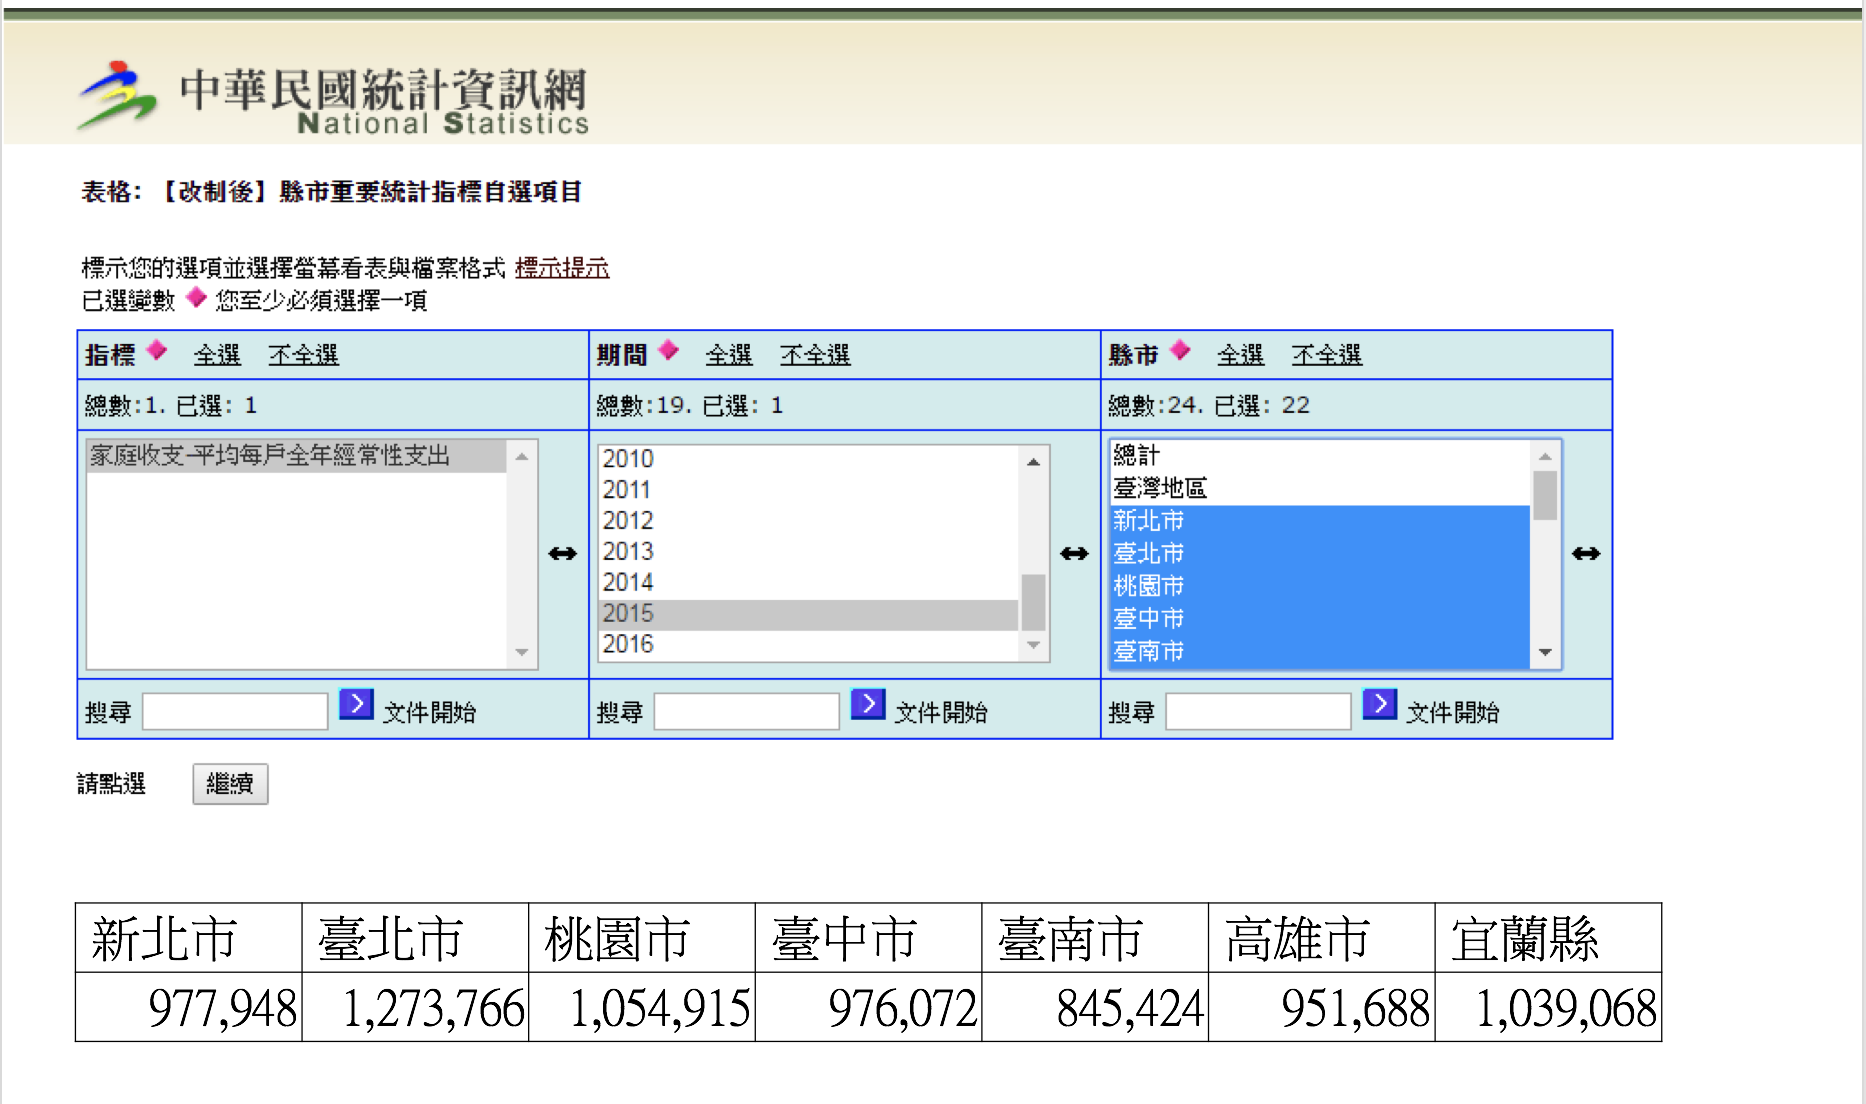 中華民國統計資訊網
National Statistics
表格: 【改制後】縣市重要統計指標自選項目
標示您的選項並選擇螢幕看表與檔案格式 標示提示
已選變數 您至少必須選擇一項
指標 全選 不全選 期間 全選 不全選 縣市 全選 不全選
總數:1. 已選: 1 總數:19. 已選: 1 總數:24. 已選: 22
家庭收支-平均每戶全年經常性支出
2010
2011
2012
2013
2014
2015
2016
總計
臺灣地區
新北市
臺北市
桃園市
臺中市
臺南市
搜尋 文件開始 搜尋 文件開始 搜尋 文件開始
請點選 繼續
新北市 臺北市 桃園市 臺中市 臺南市 高雄市 宜蘭縣
977,948 1,273,766 1,054,915 976,072 845,424 951,688 1,039,068